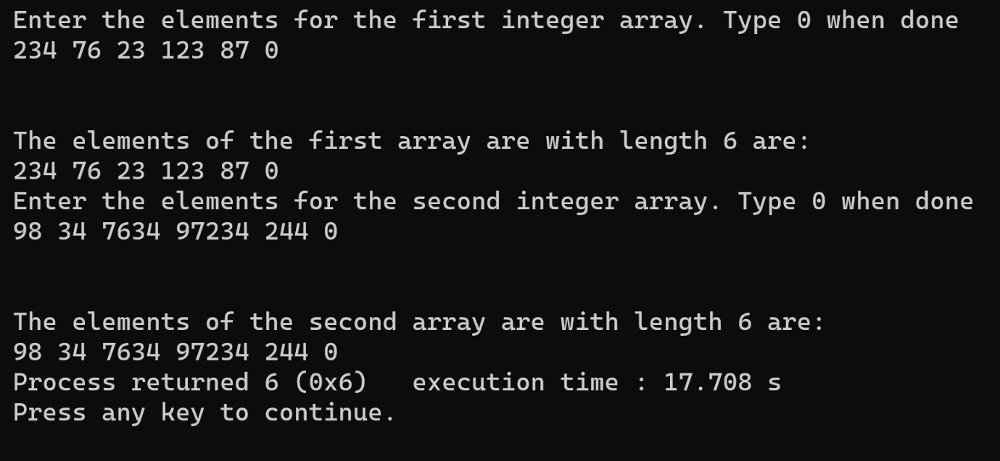 Enter the elements for the first integer array. Type 0 when done
234 76 23 123 87 0
The elements of the first array are with length 6 are:
234 76 23 123 87 0
Enter the elements for the second integer array. Type 0 when done
98 34 7634 97234 244 0
The elements of the second array are with length 6 are:
98 34 7634 97234 244 0
Process returned 6 (0x6)   execution time : 17.708 s
Press any key to continue.